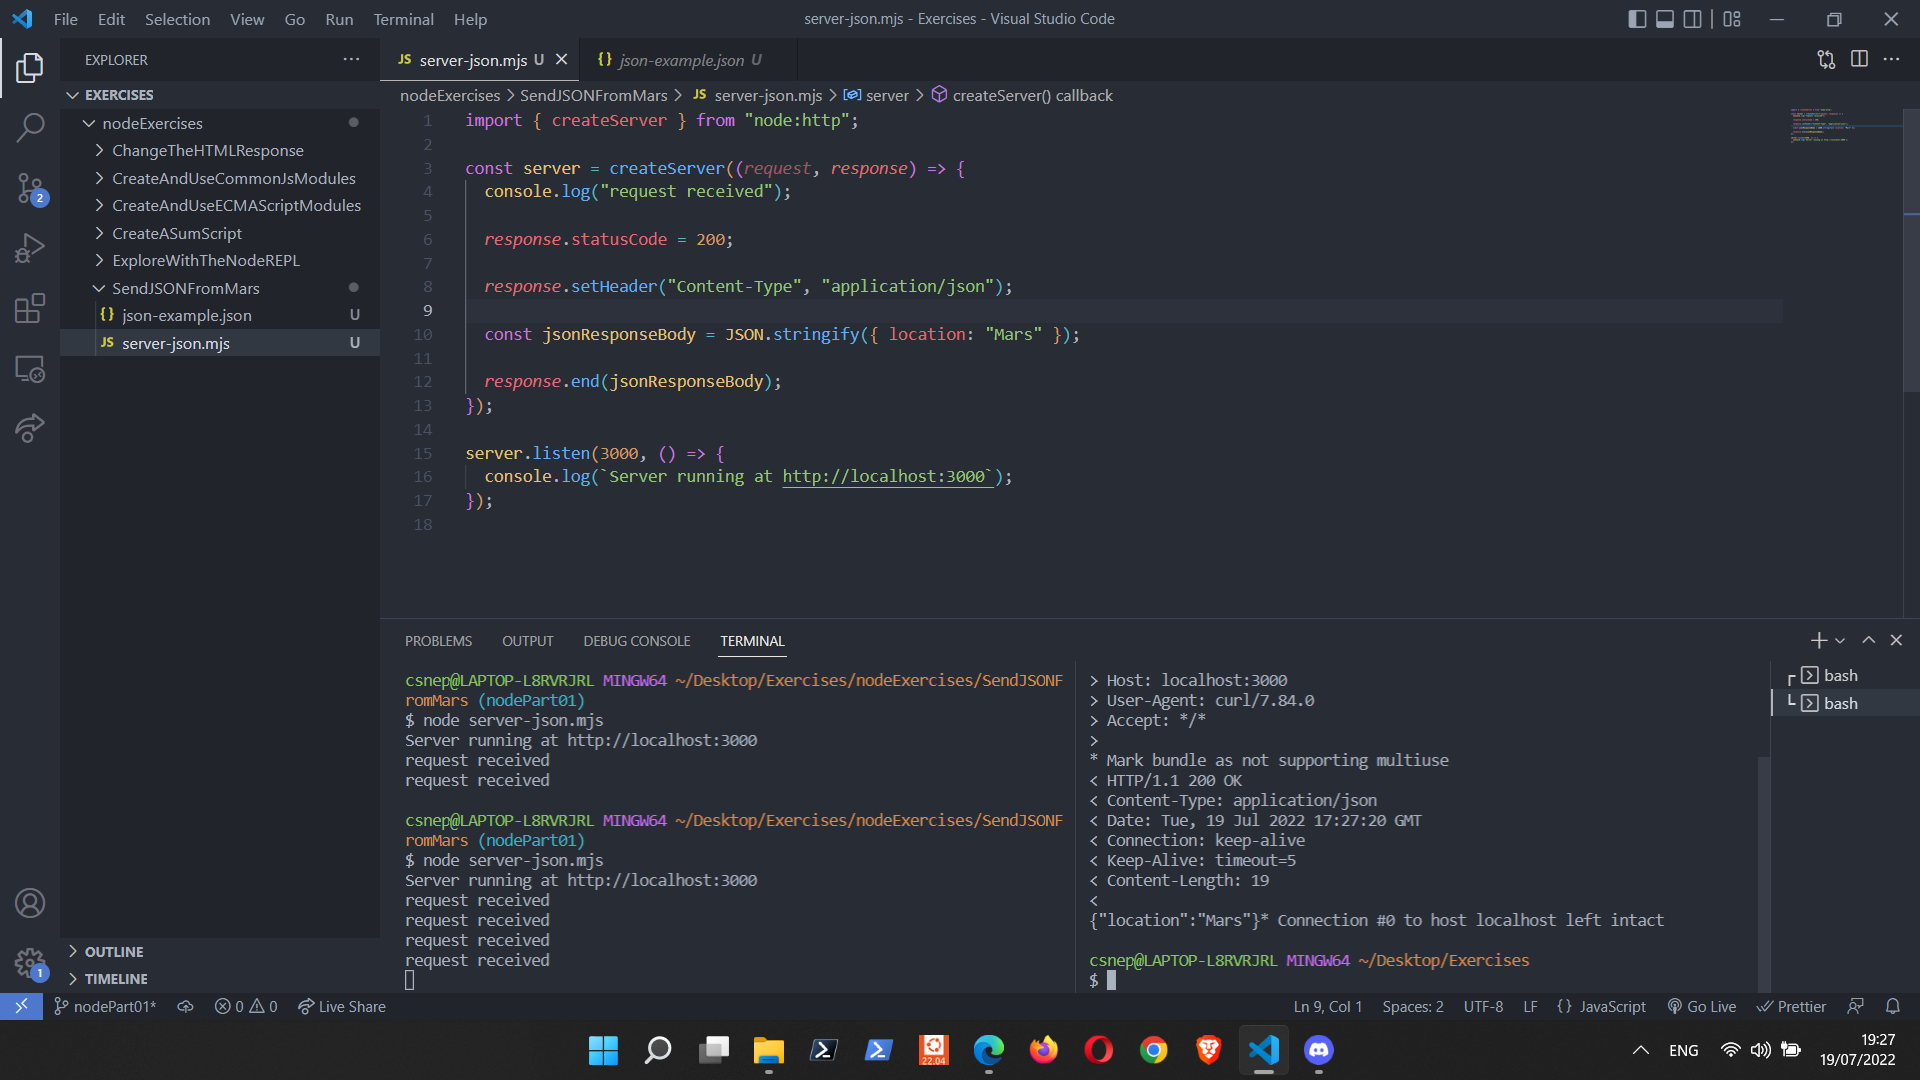 File Edit Selection View Go Run Terminal Help
server-json.mjs - Exercises - Visual Studio Code
EXPLORER
EXERCISES
nodeExercises
ChangeTheHTMLResponse
CreateAndUseCommonJsModules
CreateAndUseECMAScriptModules
CreateASumScript
ExploreWithTheNodeREPL
SendJSONFromMars
{} json-example.json U
JS server-json.mjs U
OUTLINE
TIMELINE
2
1
JS server-json.mjs U
{} json-example.json U
nodeExercises > SendJSONFromMars > JS server-json.mjs > server > createServer() callback
1 import { createServer } from "node:http";
2
3 const server = createServer((request, response) => {
4 console.log("request received");
5
6 response.statusCode = 200;
7
8 response.setHeader("Content-Type", "application/json");
9
10 const jsonResponseBody = JSON.stringify({ location: "Mars" });
11
12 response.end(jsonResponseBody);
13 });
14
15 server.listen(3000, () => {
16 console.log(`Server running at http://localhost:3000`);
17 });
18
PROBLEMS OUTPUT DEBUG CONSOLE TERMINAL
csnep@LAPTOP-L8RVRJRL MINGW64 ~/Desktop/Exercises/nodeExercises/SendJSONF
romMars (nodePart01)
$ node server-json.mjs
Server running at http://localhost:3000
request received
request received
csnep@LAPTOP-L8RVRJRL MINGW64 ~/Desktop/Exercises/nodeExercises/SendJSONF
romMars (nodePart01)
$ node server-json.mjs
Server running at http://localhost:3000
request received
request received
request received
request received
> Host: localhost:3000
> User-Agent: curl/7.84.0
> Accept: */*
>
* Mark bundle as not supporting multiuse
< HTTP/1.1 200 OK
< Content-Type: application/json
< Date: Tue, 19 Jul 2022 17:27:20 GMT
< Connection: keep-alive
< Keep-Alive: timeout=5
< Content-Length: 19
<
{"location":"Mars"}* Connection #0 to host localhost left intact
csnep@LAPTOP-L8RVRJRL MINGW64 ~/Desktop/Exercises
$
bash
bash
nodePart01* 0 0 Live Share
Ln 9, Col 1 Spaces: 2 UTF-8 LF {} JavaScript Go Live Prettier
22.04
ENG
19:27
19/07/2022